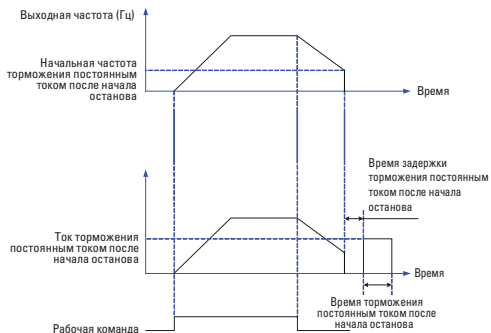 Выходная частота (Гц)
Начальная частота
торможения постоянным
током после начала
останова
Время
Время задержки
торможения постоянным
током после начала
останова
Ток торможения
постоянным током после
начала останова
Время
Время торможения
постоянным током после
начала останова
Рабочая команда